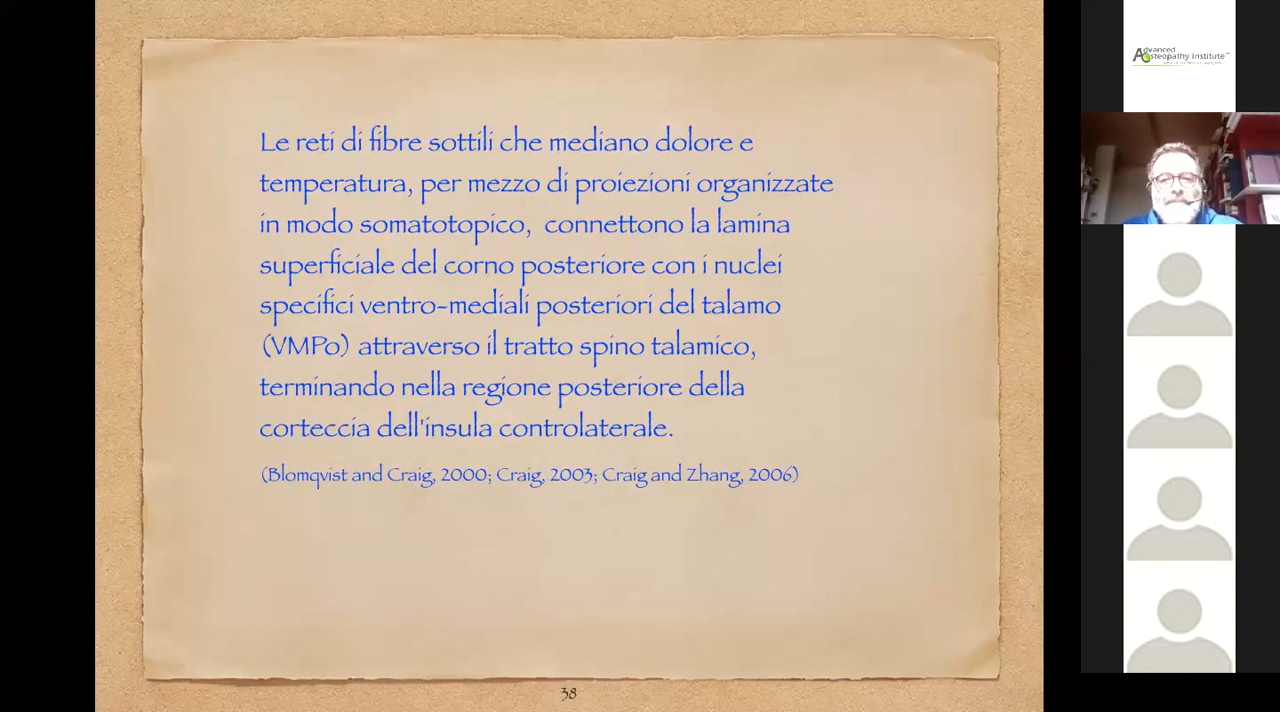 Le reti di fibre sottili che mediano dolore e
temperatura, per mezzo di proiezioni organizzate
in modo somatotopico, connettono la lamina
superficiale del corno posteriore con i nuclei
specifici ventro-mediali posteriori del talamo
(VMPo) attraverso il tratto spino talamico,
terminando nella regione posteriore della
corteccia dell'insula controlaterale.
(Blomqvist and Craig, 2000; Craig, 2003; Craig and Zhang, 2006)
38
Advanced
Osteopathy Institute